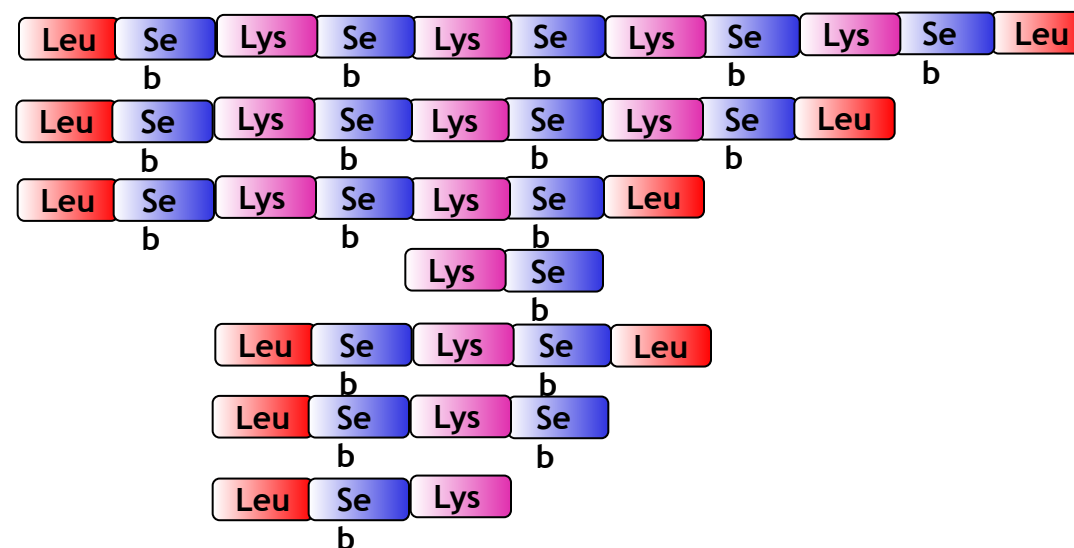 Leu Se Lys Se Lys Se Lys Se Lys Se Leu
b b b b b
Leu Se Lys Se Lys Se Lys Se Leu
b b b b
Leu Se Lys Se Lys Se Leu
b b b
Lys Se
b
Leu Se Lys Se Leu
b b
Leu Se Lys Se
b b
Leu Se Lys
b